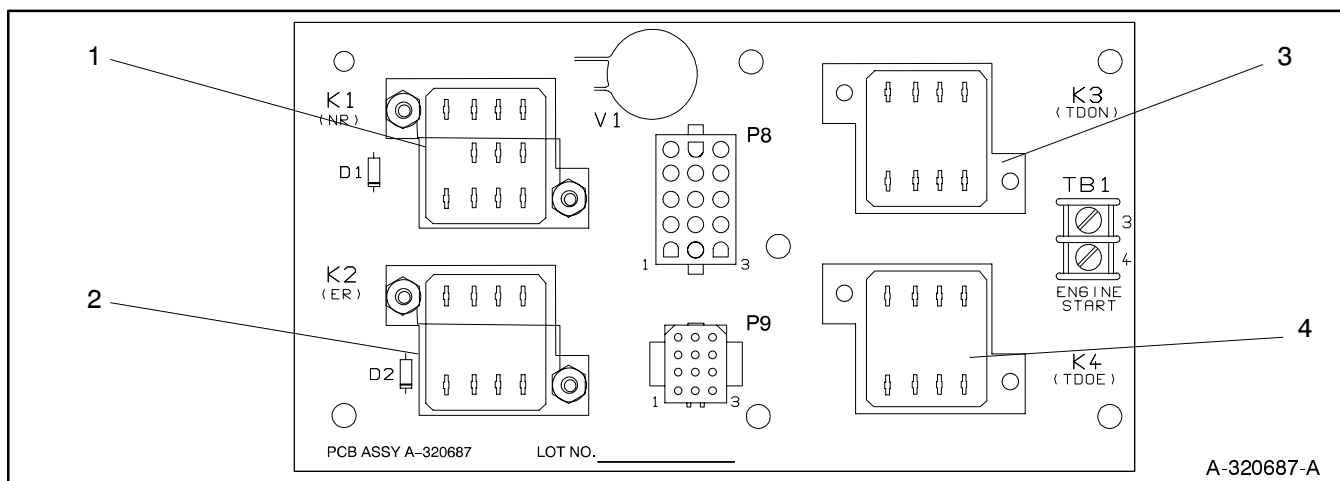 1
K1
(NR)
D1
V1
P8
1
3
K3
(TDON)
3
TB1
3
4
ENGINE
START
2
K2
(ER)
D2
P9
1
3
K4
(TDOE)
4
PCB ASSY A-320687
LOT NO.
A-320687-A